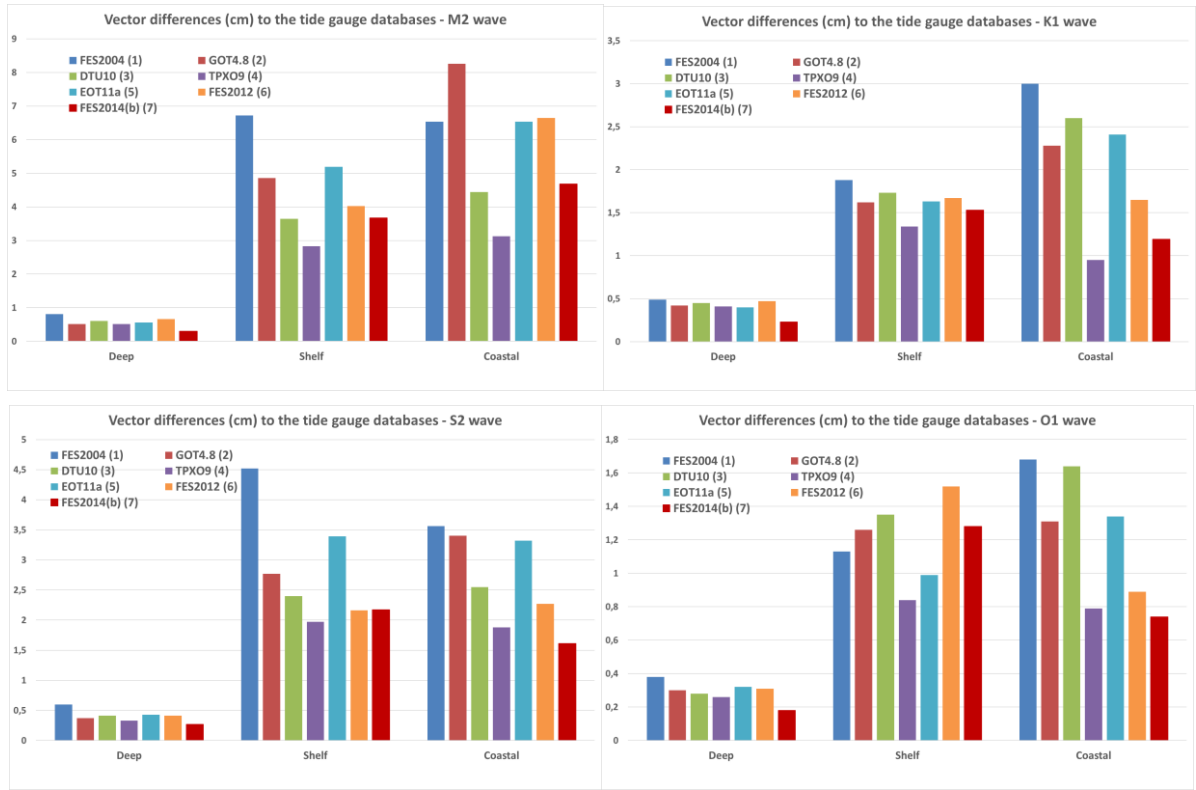 Vector differences (cm) to the tide gauge databases - M2 wave
FES2004 (1) GOT4.8 (2)
DTU10 (3) TPXO9 (4)
EOT11a (5) FES2012 (6)
FES2014(b) (7)
9
8
7
6
5
4
3
2
1
0
Deep Shelf Coastal
Vector differences (cm) to the tide gauge databases - K1 wave
FES2004 (1) GOT4.8 (2)
DTU10 (3) TPXO9 (4)
EOT11a (5) FES2012 (6)
FES2014(b) (7)
3,5
3
2,5
2
1,5
1
0,5
0
Deep Shelf Coastal
Vector differences (cm) to the tide gauge databases - S2 wave
FES2004 (1) GOT4.8 (2)
DTU10 (3) TPXO9 (4)
EOT11a (5) FES2012 (6)
FES2014(b) (7)
5
4,5
4
3,5
3
2,5
2
1,5
1
0,5
0
Deep Shelf Coastal
Vector differences (cm) to the tide gauge databases - O1 wave
FES2004 (1) GOT4.8 (2)
DTU10 (3) TPXO9 (4)
EOT11a (5) FES2012 (6)
FES2014(b) (7)
1,8
1,6
1,4
1,2
1
0,8
0,6
0,4
0,2
0
Deep Shelf Coastal